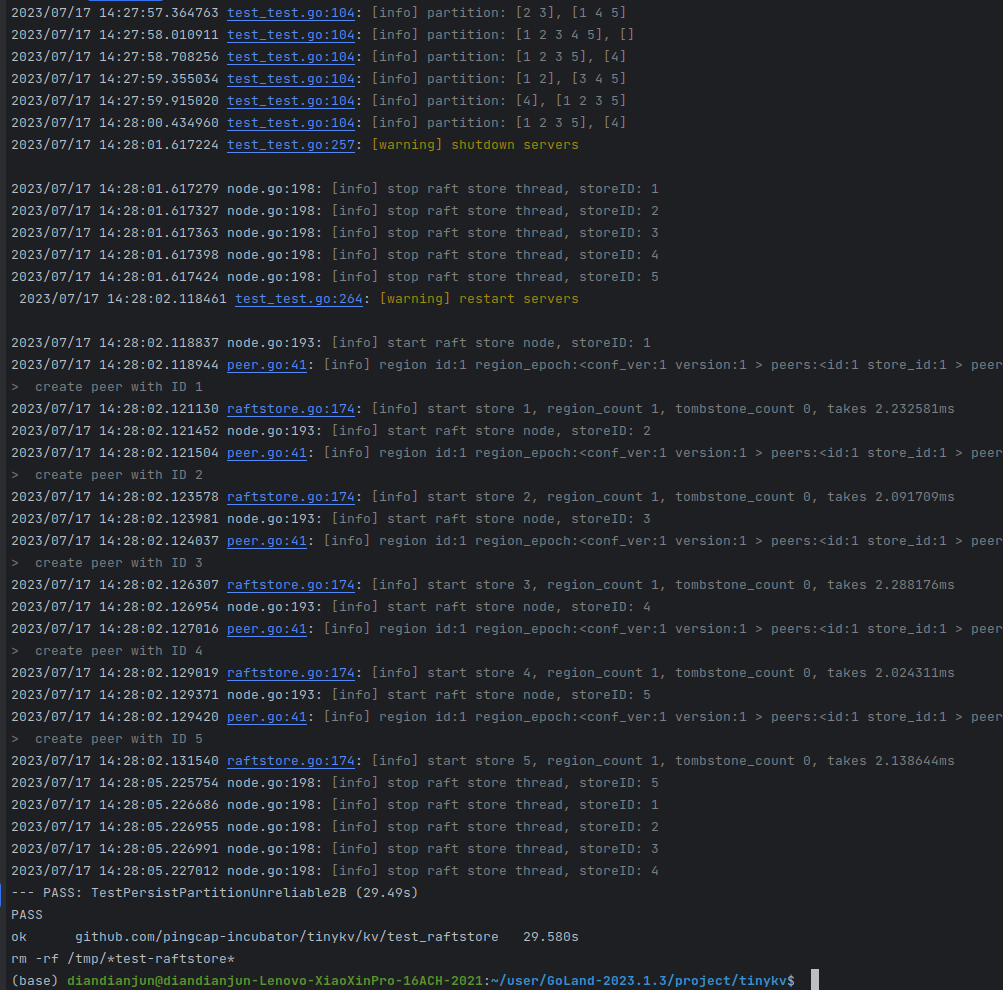 2023/07/17 14:27:57.364763 test_test.go:104: [info] partition: [2 3], [1 4 5]
2023/07/17 14:27:58.010911 test_test.go:104: [info] partition: [1 2 3 4 5], []
2023/07/17 14:27:58.708256 test_test.go:104: [info] partition: [1 2 3 5], [4]
2023/07/17 14:27:59.355034 test_test.go:104: [info] partition: [1 2], [3 4 5]
2023/07/17 14:27:59.915020 test_test.go:104: [info] partition: [4], [1 2 3 5]
2023/07/17 14:28:00.434960 test_test.go:104: [info] partition: [1 2 3 5], [4]
2023/07/17 14:28:01.617224 test_test.go:257: [warning] shutdown servers
2023/07/17 14:28:01.617279 node.go:198: [info] stop raft store thread, storeID: 1
2023/07/17 14:28:01.617327 node.go:198: [info] stop raft store thread, storeID: 2
2023/07/17 14:28:01.617363 node.go:198: [info] stop raft store thread, storeID: 3
2023/07/17 14:28:01.617398 node.go:198: [info] stop raft store thread, storeID: 4
2023/07/17 14:28:01.617424 node.go:198: [info] stop raft store thread, storeID: 5
2023/07/17 14:28:02.118461 test_test.go:264: [warning] restart servers
2023/07/17 14:28:02.118837 node.go:193: [info] start raft store node, storeID: 1
2023/07/17 14:28:02.118944 peer.go:41: [info] region id:1 region_epoch:<conf_ver:1 version:1 > peers:<id:1 store_id:1 > peer
>  create peer with ID 1
2023/07/17 14:28:02.121130 raftstore.go:174: [info] start store 1, region_count 1, tombstone_count 0, takes 2.232581ms
2023/07/17 14:28:02.121452 node.go:193: [info] start raft store node, storeID: 2
2023/07/17 14:28:02.121504 peer.go:41: [info] region id:1 region_epoch:<conf_ver:1 version:1 > peers:<id:1 store_id:1 > peer
>  create peer with ID 2
2023/07/17 14:28:02.123578 raftstore.go:174: [info] start store 2, region_count 1, tombstone_count 0, takes 2.091709ms
2023/07/17 14:28:02.123981 node.go:193: [info] start raft store node, storeID: 3
2023/07/17 14:28:02.124037 peer.go:41: [info] region id:1 region_epoch:<conf_ver:1 version:1 > peers:<id:1 store_id:1 > peer
>  create peer with ID 3
2023/07/17 14:28:02.126307 raftstore.go:174: [info] start store 3, region_count 1, tombstone_count 0, takes 2.288176ms
2023/07/17 14:28:02.126954 node.go:193: [info] start raft store node, storeID: 4
2023/07/17 14:28:02.127016 peer.go:41: [info] region id:1 region_epoch:<conf_ver:1 version:1 > peers:<id:1 store_id:1 > peer
>  create peer with ID 4
2023/07/17 14:28:02.129019 raftstore.go:174: [info] start store 4, region_count 1, tombstone_count 0, takes 2.024311ms
2023/07/17 14:28:02.129371 node.go:193: [info] start raft store node, storeID: 5
2023/07/17 14:28:02.129420 peer.go:41: [info] region id:1 region_epoch:<conf_ver:1 version:1 > peers:<id:1 store_id:1 > peer
>  create peer with ID 5
2023/07/17 14:28:02.131540 raftstore.go:174: [info] start store 5, region_count 1, tombstone_count 0, takes 2.138644ms
2023/07/17 14:28:05.225754 node.go:198: [info] stop raft store thread, storeID: 5
2023/07/17 14:28:05.226686 node.go:198: [info] stop raft store thread, storeID: 1
2023/07/17 14:28:05.226955 node.go:198: [info] stop raft store thread, storeID: 2
2023/07/17 14:28:05.226991 node.go:198: [info] stop raft store thread, storeID: 3
2023/07/17 14:28:05.227012 node.go:198: [info] stop raft store thread, storeID: 4
--- PASS: TestPersistPartitionUnreliable2B (29.49s)
PASS
ok      github.com/pingcap-incubator/tinykv/kv/test_raftstore   29.580s
rm -rf /tmp/*test-raftstore*
(base) diandianjun@diandianjun-Lenovo-XiaoXinPro-16ACH-2021:~/user/GoLand-2023.1.3/project/tinykv$